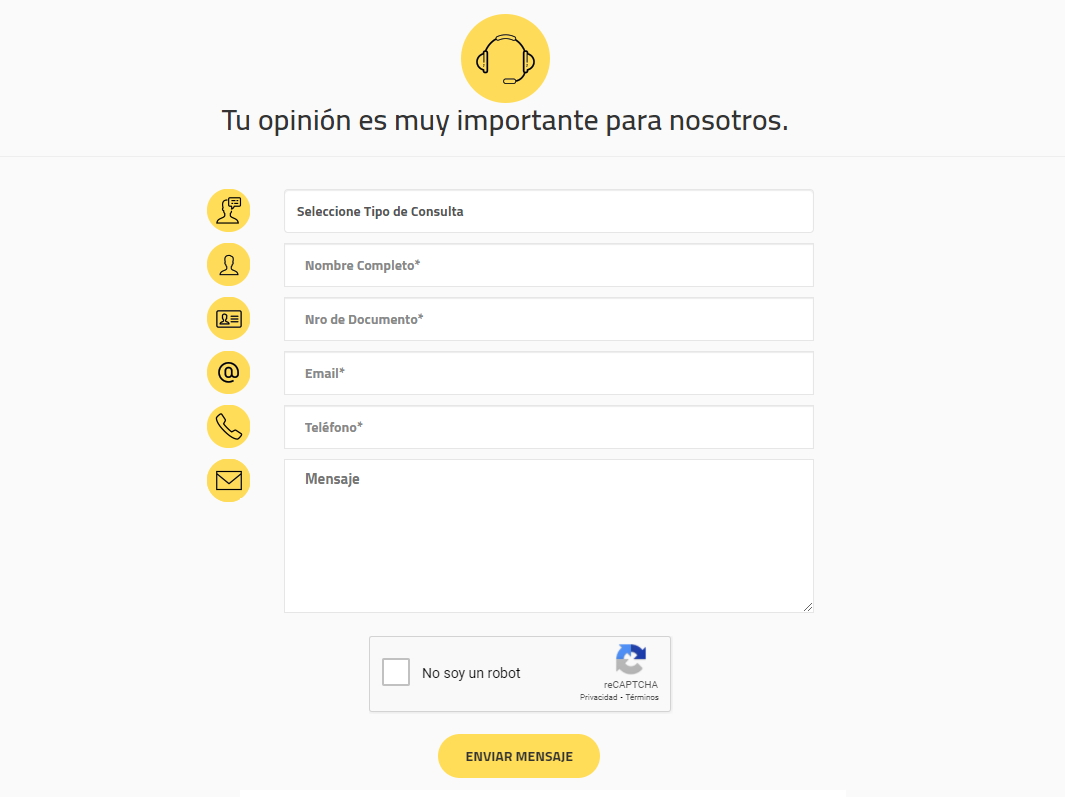 Tu opinión es muy importante para nosotros.
Seleccione Tipo de Consulta
Nombre Completo*
Nro de Documento*
Email*
@
Teléfono*
Mensaje
No soy un robot
reCAPTCHA
Privacidad - Términos
ENVIAR MENSAJE